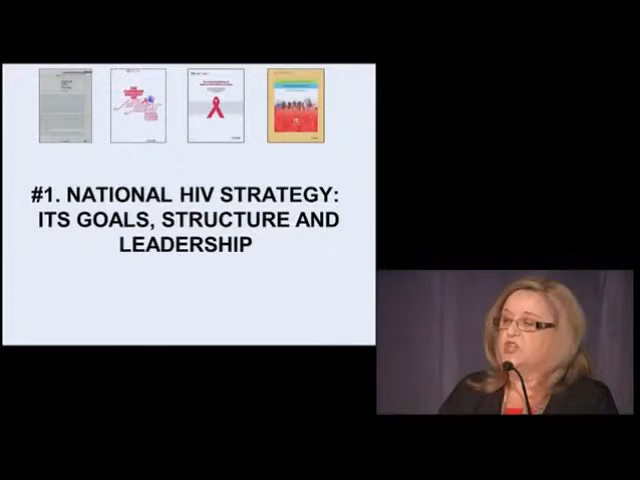 #1. NATIONAL HIV STRATEGY:
ITS GOALS, STRUCTURE AND
LEADERSHIP